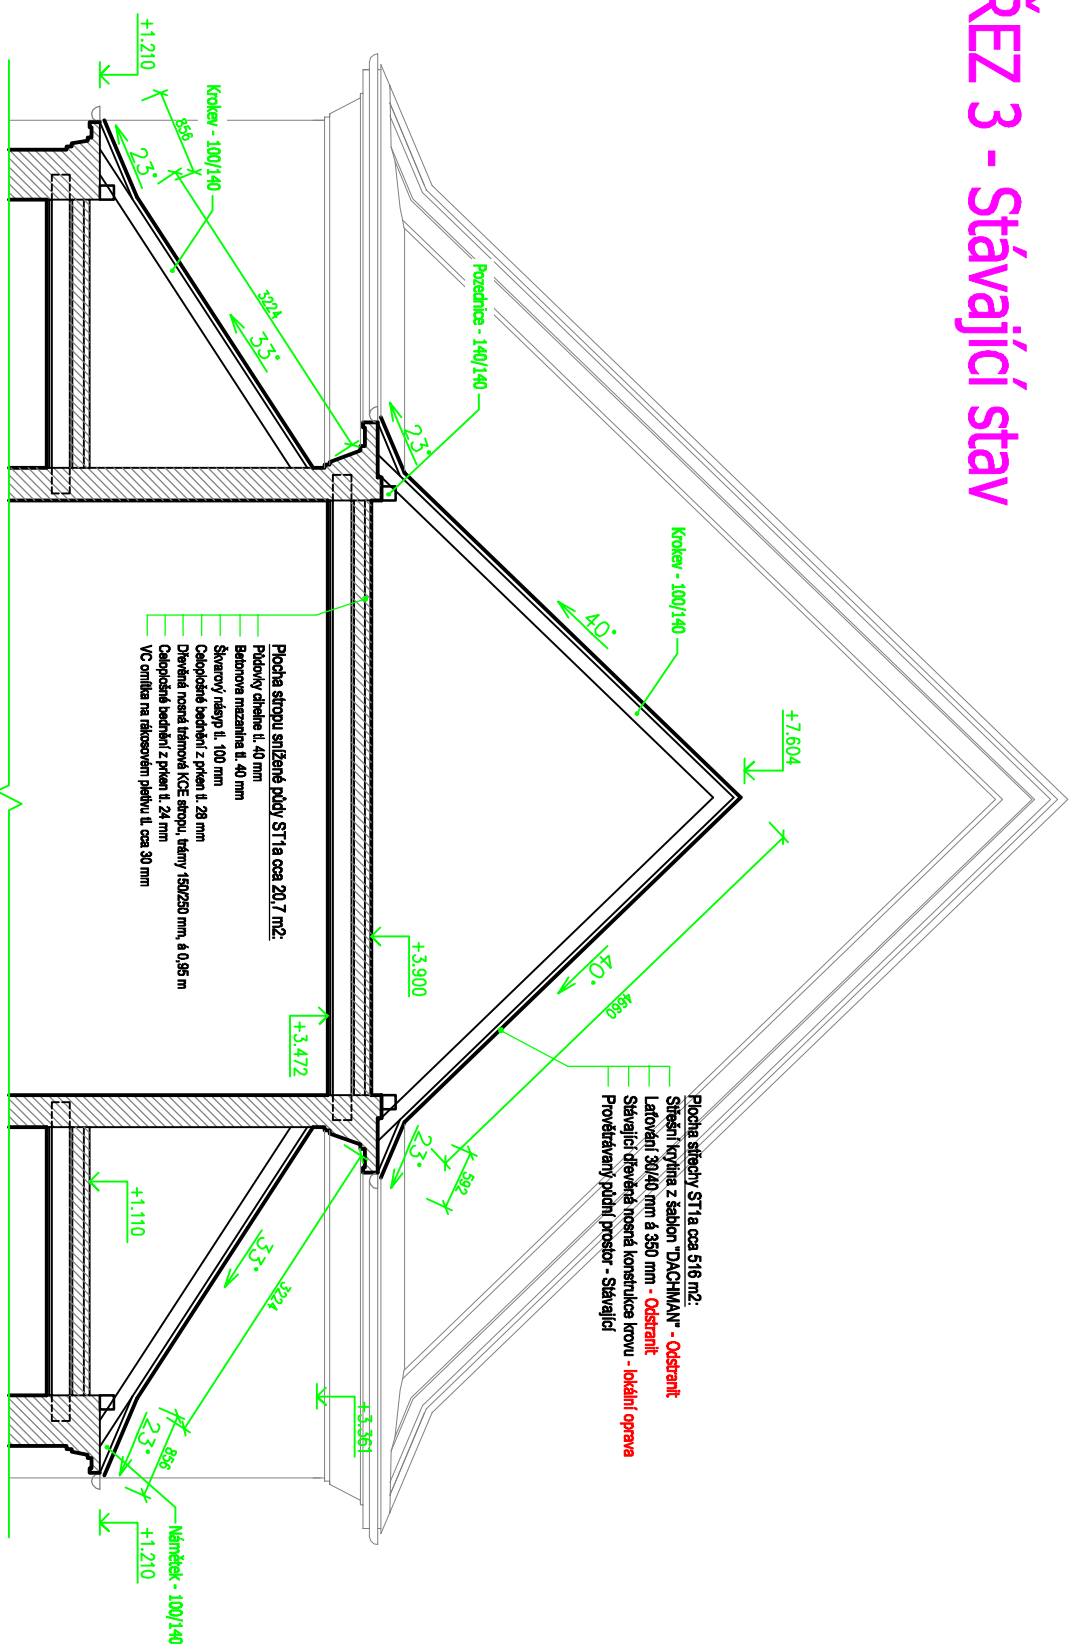 ŘEZ 3 - Stávající stav
+1.210
856
Krokev - 100/140
23°
3224
33°
Pozednice - 140/140
23°
Krokev - 100/140
40°
+7.604
40°
4660
+3.900
+3.472
Plocha stropu snížené půdy ST1a cca 20,7 m2:
Půdovky cihelne tl. 40 mm
Betonova mazanina tl. 40 mm
Škvarový násyp tl. 100 mm
Celoplošné bednění z prken tl. 28 mm
Dřevěná nosná trámová KCE stropu, trámy 150/250 mm, á 0,95 m
Celoplošné bednění z prken tl. 24 mm
VC omítka na rákosovém pletivu tl. cca 30 mm
Plocha střechy ST1a cca 516 m2:
Střešní krytina z šablon "DACHMAN" - Odstranit
Laťování 30/40 mm á 350 mm - Odstranit
Stávající dřevěná nosná konstrukce krovu - lokální oprava
Provětrávaný půdní prostor - Stávající
23°
592
+1.110
33°
3224
+3.361
23°
856
Námětek - 100/140
+1.210